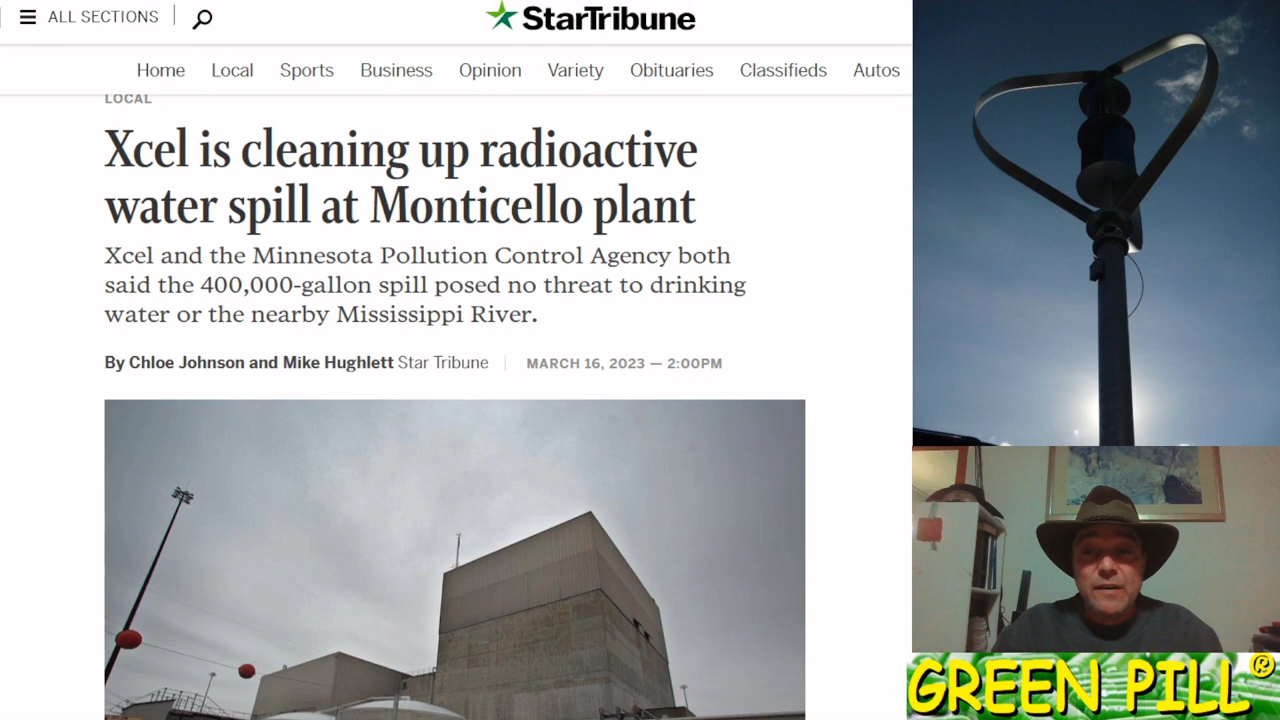 ALL SECTIONS
StarTribune
Home Local Sports Business Opinion Variety Obituaries Classifieds Autos
LOCAL
Xcel is cleaning up radioactive
water spill at Monticello plant
Xcel and the Minnesota Pollution Control Agency both
said the 400,000-gallon spill posed no threat to drinking
water or the nearby Mississippi River.
By Chloe Johnson and Mike Hughlett Star Tribune MARCH 16, 2023 — 2:00PM
GREEN PILL®